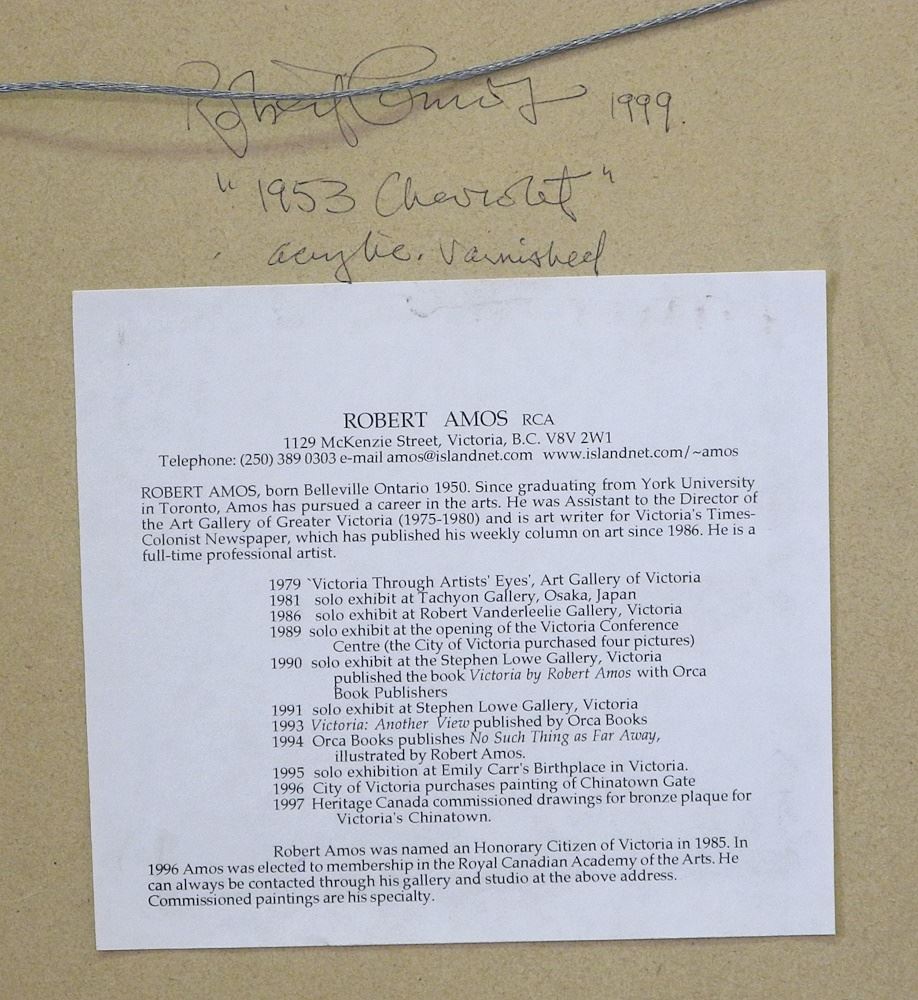 Robert Amos 1999.
"1953 Chevrolet"
acrylic. Varnished
ROBERT AMOS RCA
1129 McKenzie Street, Victoria, B.C. V8V 2W1
Telephone: (250) 389 0303 e-mail amos@islandnet.com www.islandnet.com/~amos
ROBERT AMOS, born Belleville Ontario 1950. Since graduating from York University
in Toronto, Amos has pursued a career in the arts. He was Assistant to the Director of
the Art Gallery of Greater Victoria (1975-1980) and is art writer for Victoria's Times-
Colonist Newspaper, which has published his weekly column on art since 1986. He is a
full-time professional artist.
1979 `Victoria Through Artists' Eyes', Art Gallery of Victoria
1981 solo exhibit at Tachyon Gallery, Osaka, Japan
1986 solo exhibit at Robert Vanderleelie Gallery, Victoria
1989 solo exhibit at the opening of the Victoria Conference
Centre (the City of Victoria purchased four pictures)
1990 solo exhibit at the Stephen Lowe Gallery, Victoria
published the book Victoria by Robert Amos with Orca
Book Publishers
1991 solo exhibit at Stephen Lowe Gallery, Victoria
1993 Victoria: Another View published by Orca Books
1994 Orca Books publishes No Such Thing as Far Away,
illustrated by Robert Amos.
1995 solo exhibition at Emily Carr's Birthplace in Victoria.
1996 City of Victoria purchases painting of Chinatown Gate
1997 Heritage Canada commissioned drawings for bronze plaque for
Victoria's Chinatown.
Robert Amos was named an Honorary Citizen of Victoria in 1985. In
1996 Amos was elected to membership in the Royal Canadian Academy of the Arts. He
can always be contacted through his gallery and studio at the above address.
Commissioned paintings are his specialty.